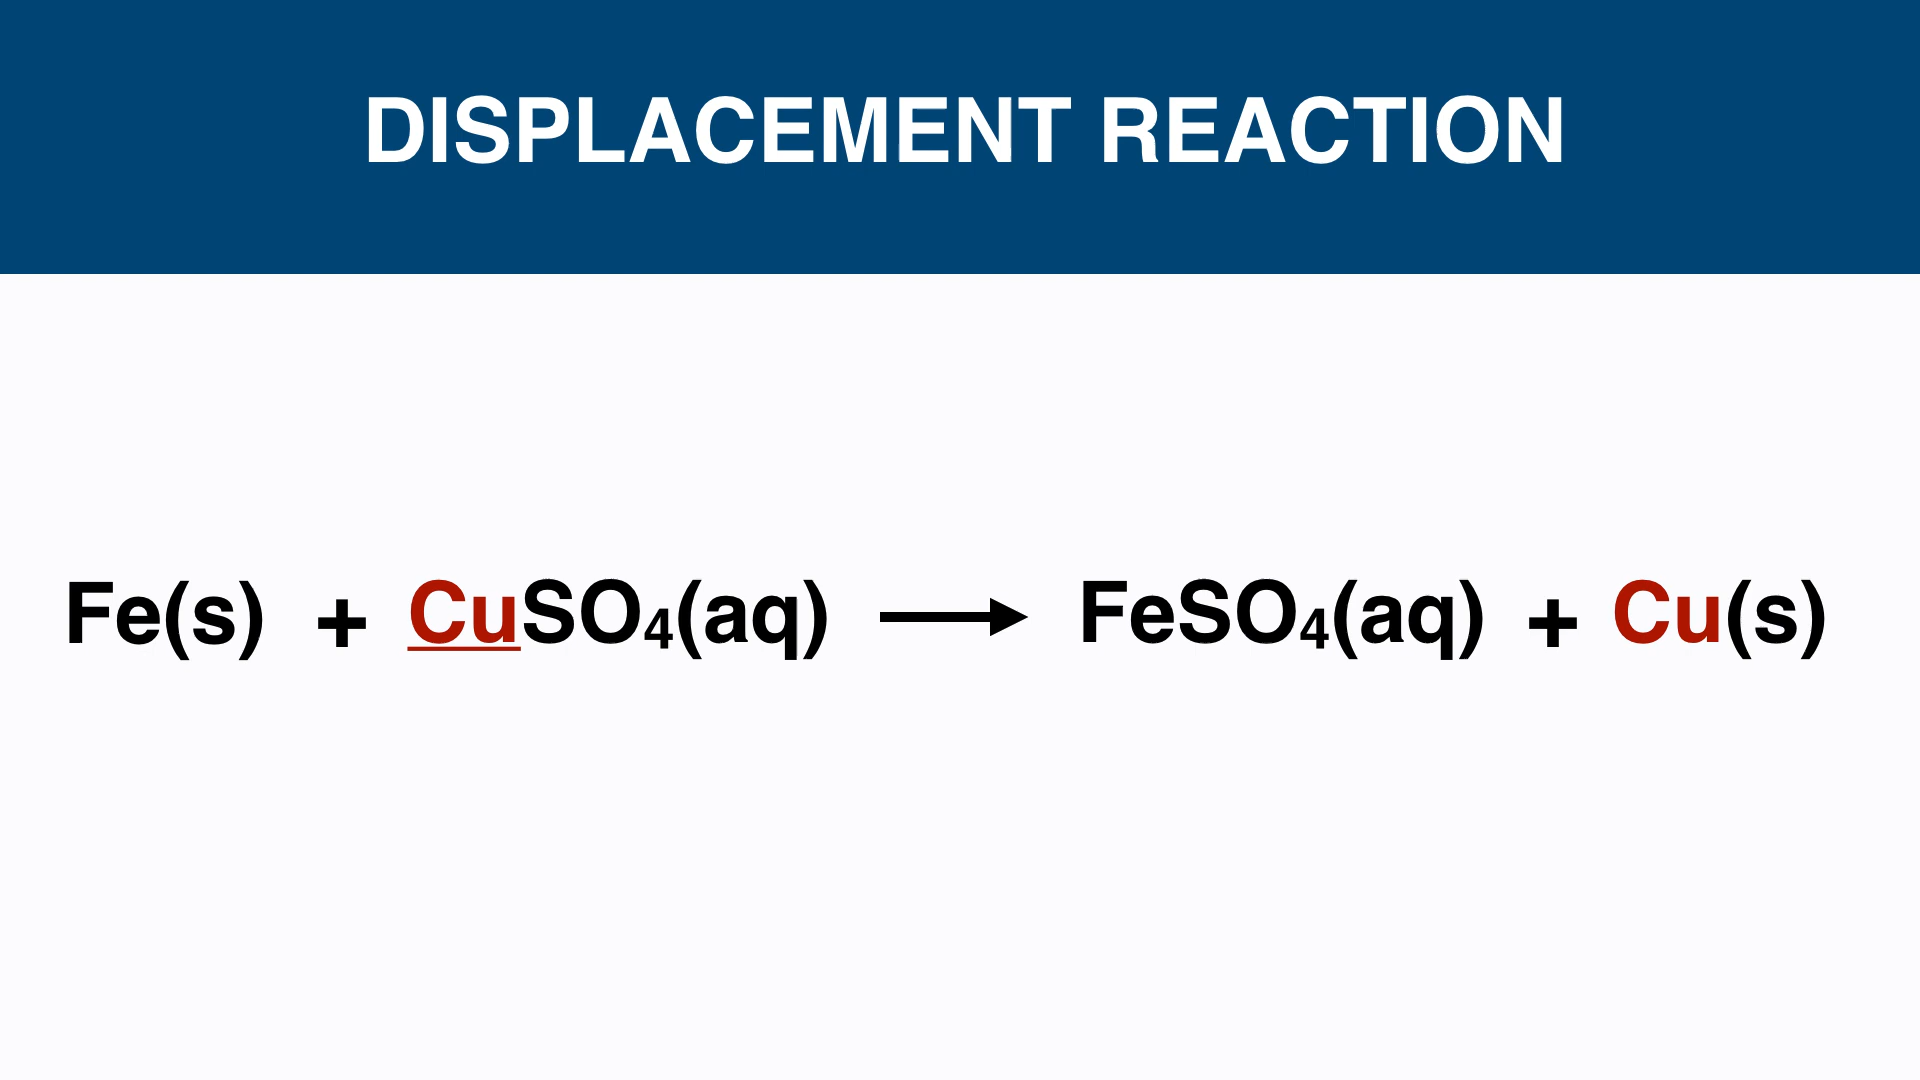 DISPLACEMENT REACTION
Fe(s) + CuSO₄(aq) ⟶ FeSO₄(aq) + Cu(s)